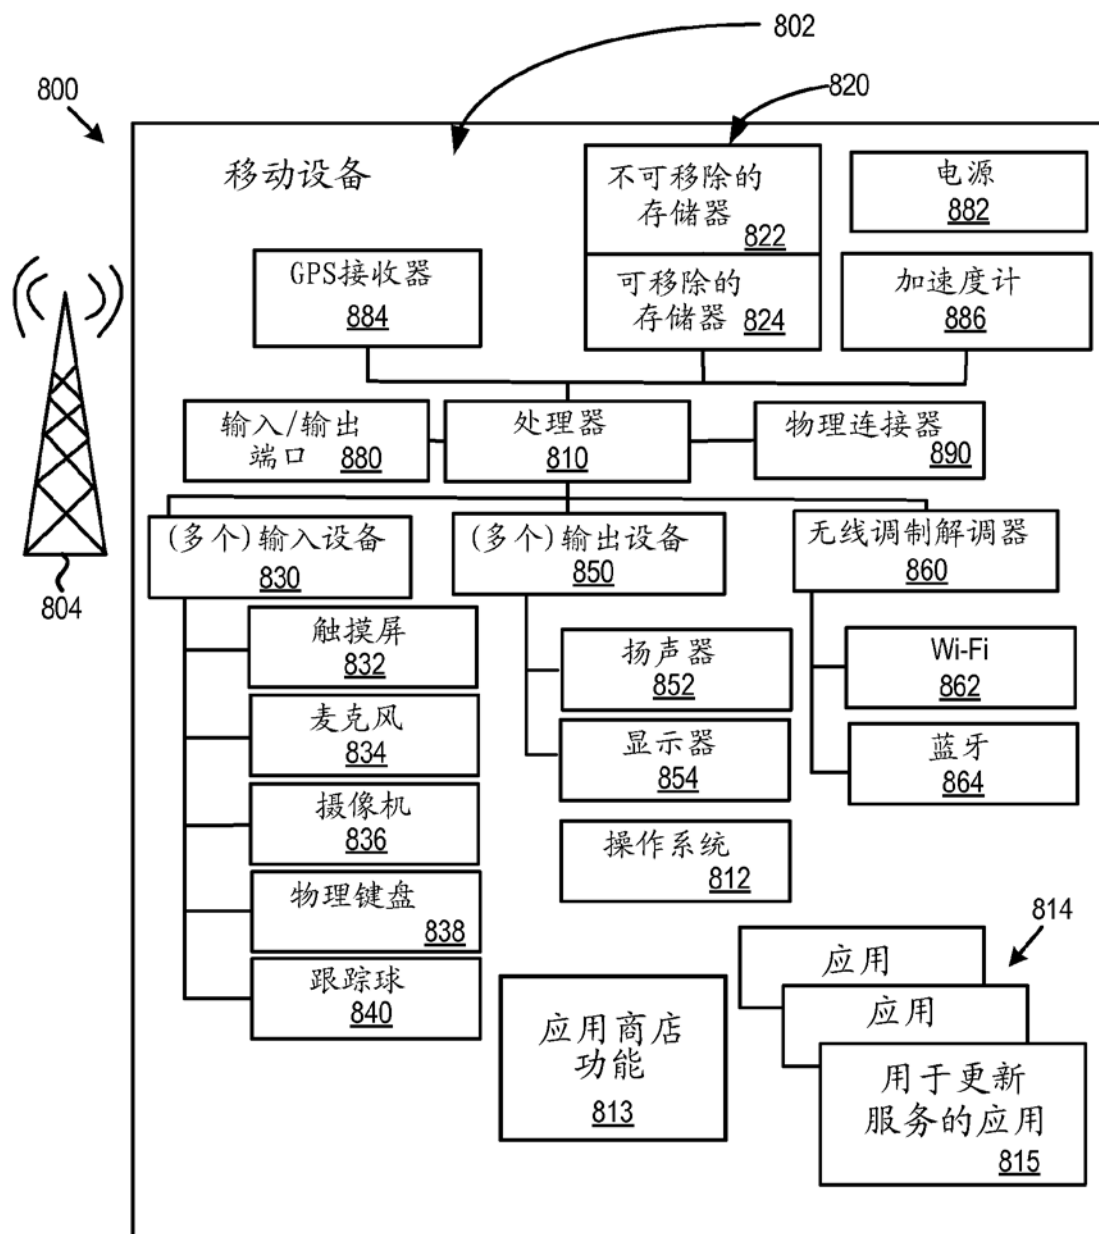 802
800
820
移动设备
不可移除的
存储器 822
电源
882
GPS接收器
884
可移除的
存储器 824
加速度计
886
输入/输出
端口 880
处理器
810
物理连接器
890
(多个)输入设备
830
(多个)输出设备
850
无线调制解调器
860
804
触摸屏
832
扬声器
852
Wi-Fi
862
麦克风
834
显示器
854
蓝牙
864
摄像机
836
操作系统
812
物理键盘
838
814
应用
跟踪球
840
应用
应用商店
功能
813
用于更新
服务的应用
815